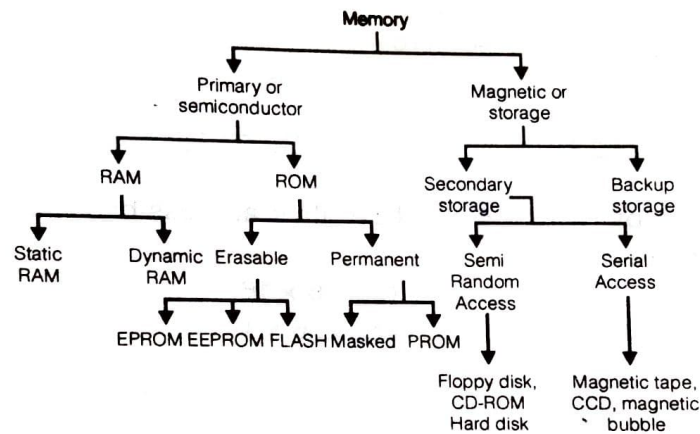 Memory
Primary or
semiconductor
Magnetic or
storage
RAM
ROM
Secondary
storage
Backup
storage
Static
RAM
Dynamic
RAM
Erasable
Permanent
Semi
Random
Access
Serial
Access
EPROM EEPROM FLASH Masked PROM
Floppy disk,
CD-ROM
Hard disk
Magnetic tape,
CCD, magnetic
bubble